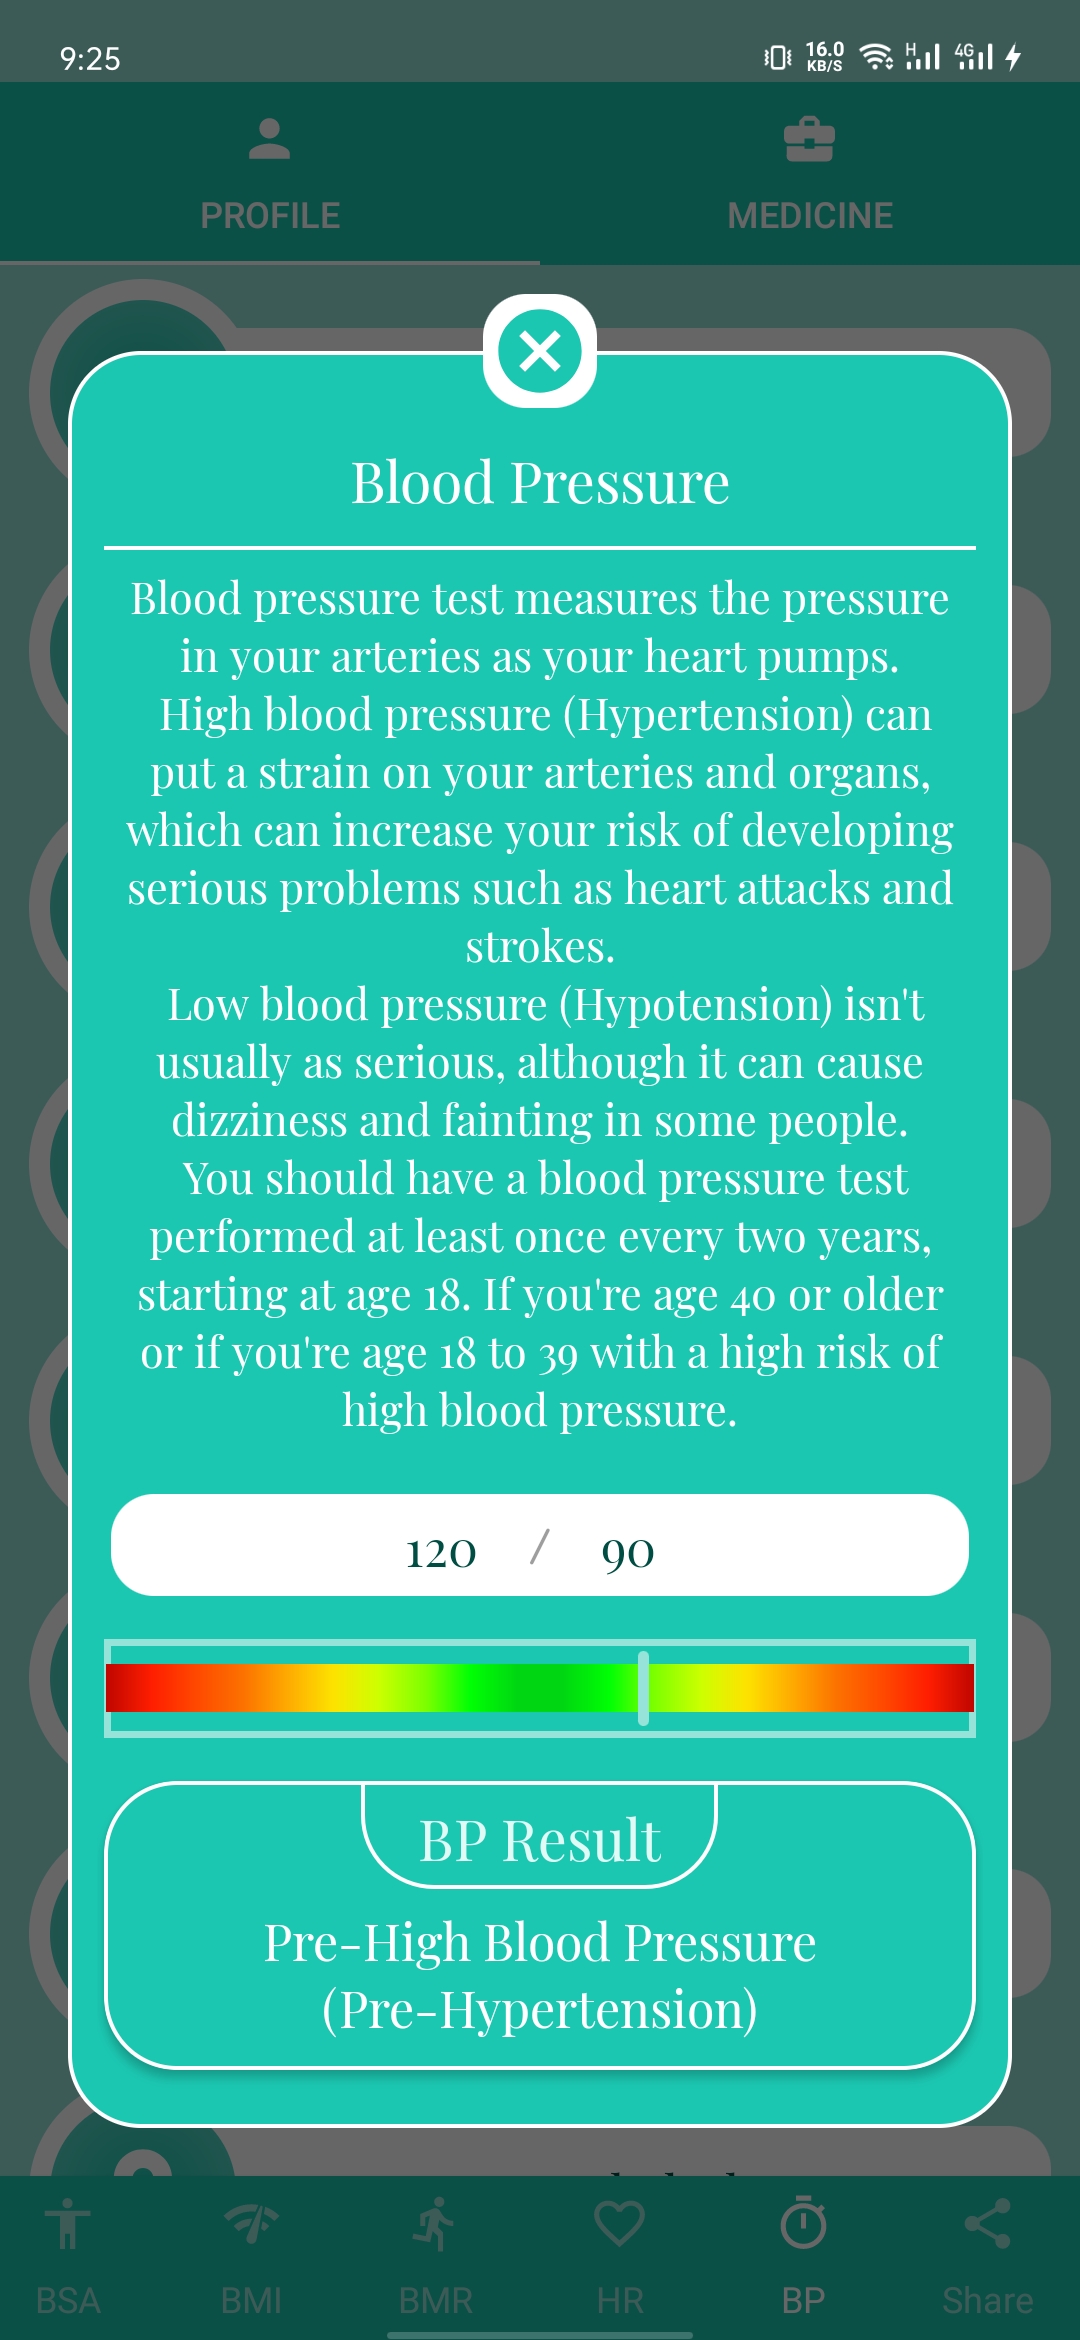 9:25
16.0
KB/S
H
4G
PROFILE
MEDICINE
Blood Pressure
Blood pressure test measures the pressure
in your arteries as your heart pumps.
High blood pressure (Hypertension) can
put a strain on your arteries and organs,
which can increase your risk of developing
serious problems such as heart attacks and
strokes.
Low blood pressure (Hypotension) isn't
usually as serious, although it can cause
dizziness and fainting in some people.
You should have a blood pressure test
performed at least once every two years,
starting at age 18. If you're age 40 or older
or if you're age 18 to 39 with a high risk of
high blood pressure.
120 / 90
BP Result
Pre-High Blood Pressure
(Pre-Hypertension)
BSA
BMI
BMR
HR
BP
Share